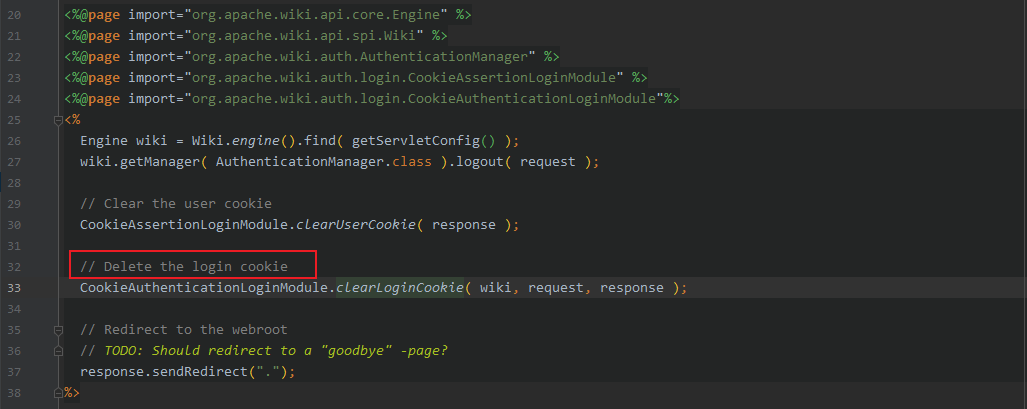 20 <%@page import="org.apache.wiki.api.core.Engine" %>
21 <%@page import="org.apache.wiki.api.spi.Wiki" %>
22 <%@page import="org.apache.wiki.auth.AuthenticationManager" %>
23 <%@page import="org.apache.wiki.auth.login.CookieAssertionLoginModule" %>
24 <%@page import="org.apache.wiki.auth.login.CookieAuthenticationLoginModule"%>
25 <%
26 Engine wiki = Wiki.engine().find( getServletConfig() );
27 wiki.getManager( AuthenticationManager.class ).logout( request );
28
29 // Clear the user cookie
30 CookieAssertionLoginModule.clearUserCookie( response );
31
32 // Delete the login cookie
33 CookieAuthenticationLoginModule.clearLoginCookie( wiki, request, response );
34
35 // Redirect to the webroot
36 // TODO: Should redirect to a "goodbye" -page?
37 response.sendRedirect(".");
38 %>